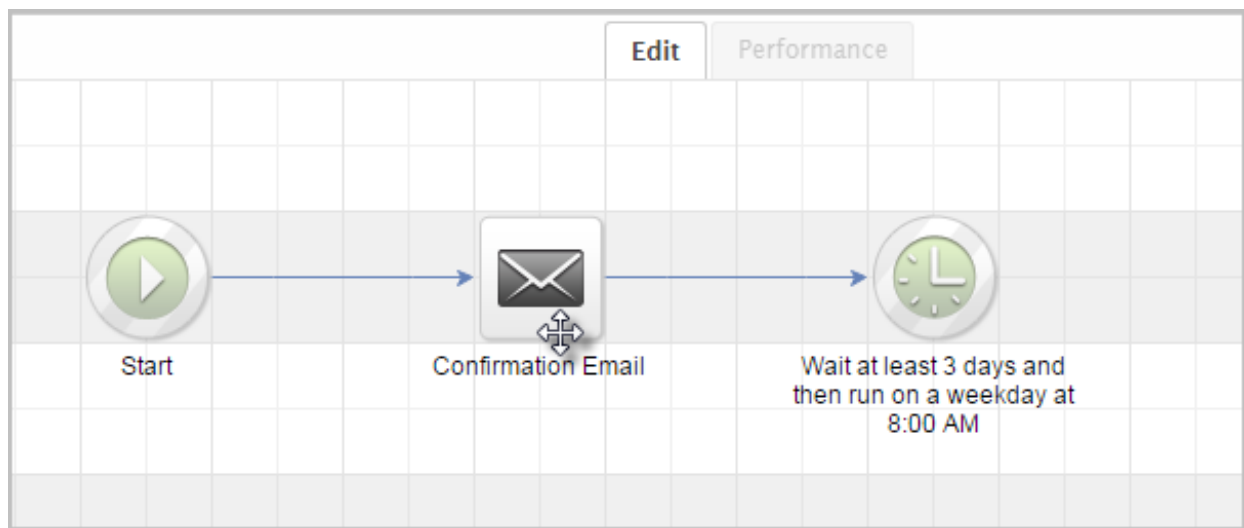 Edit
Performance
Start
Confirmation Email
Wait at least 3 days and
then run on a weekday at
8:00 AM